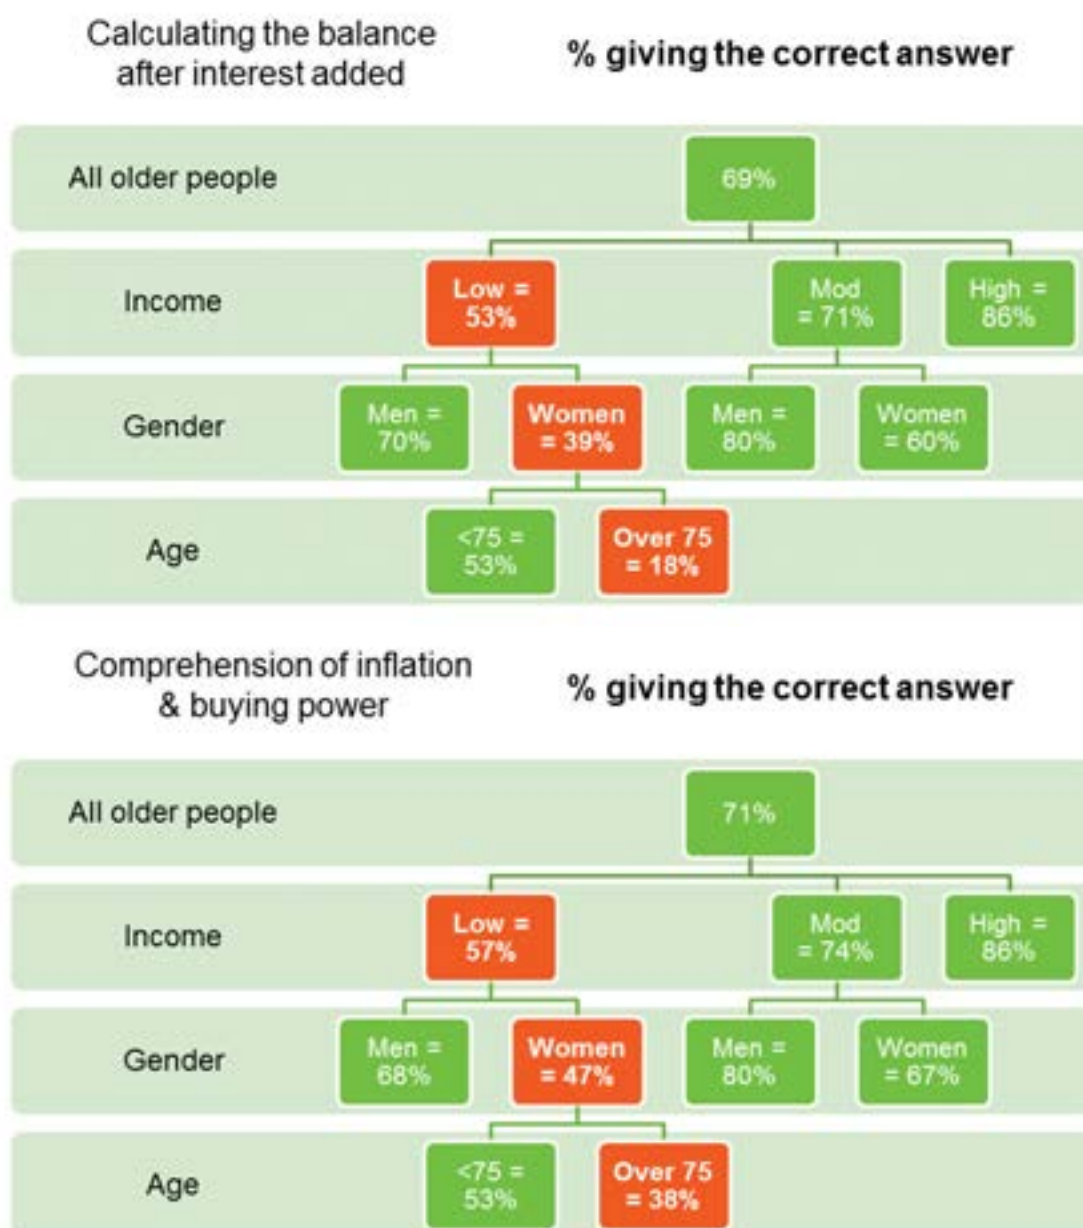 Calculating the balance
after interest added
% giving the correct answer
All older people
69%
Income
Low =
53%
Mod
= 71%
High =
86%
Gender
Men =
70%
Women
= 39%
Men =
80%
Women
= 60%
Age
<75 =
53%
Over 75
= 18%
Comprehension of inflation
& buying power
% giving the correct answer
All older people
71%
Income
Low =
57%
Mod
= 74%
High =
86%
Gender
Men =
68%
Women
= 47%
Men =
80%
Women
= 67%
Age
<75 =
53%
Over 75
= 38%